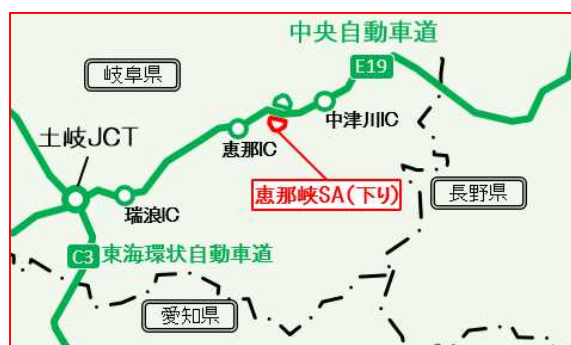 中央自動車道
E19
岐阜県
中津川IC
土岐JCT
恵那IC
恵那峡SA(下り)
長野県
瑞浪IC
C3
東海環状自動車道
愛知県